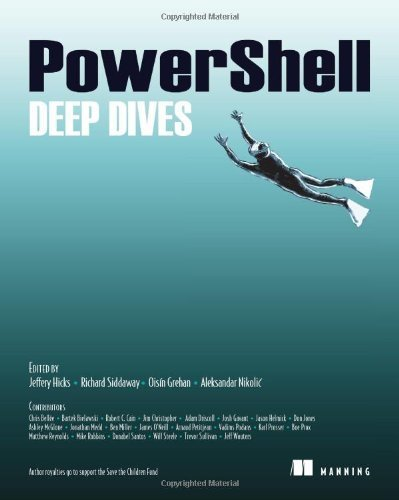 Copyrighted Material
PowerShell
DEEP DIVES
EDITED BY
Jeffery Hicks • Richard Siddaway • Oisín Grehan • Aleksandar Nikolić
CONTRIBUTORS
Chris Bellée • Bartek Bielawski • Robert C. Cain • Jim Christopher • Adam Driscoll • Josh Gavant • Jason Helmick • Don Jones
Ashley McGlone • Jonathan Medd • Ben Miller • James O'Neill • Arnaud Petitjean • Vadims Podans • Karl Prosser • Boe Prox
Matthew Reynolds • Mike Robbins • Donabel Santos • Will Steele • Trevor Sullivan • Jeff Wouters
Author royalties go to support the Save the Children Fund
MANNING
Copyrighted Material